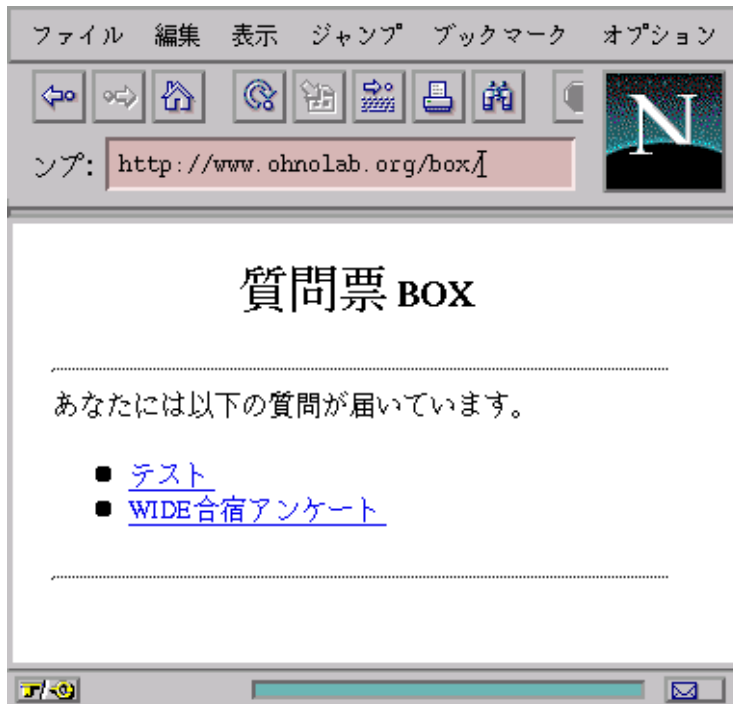 ファイル 編集 表示 ジャンプ ブックマーク オプション
N
ンプ: http://www.ohnolab.org/box/
質問票 BOX
あなたには以下の質問が届いています。
テスト
WIDE合宿アンケート